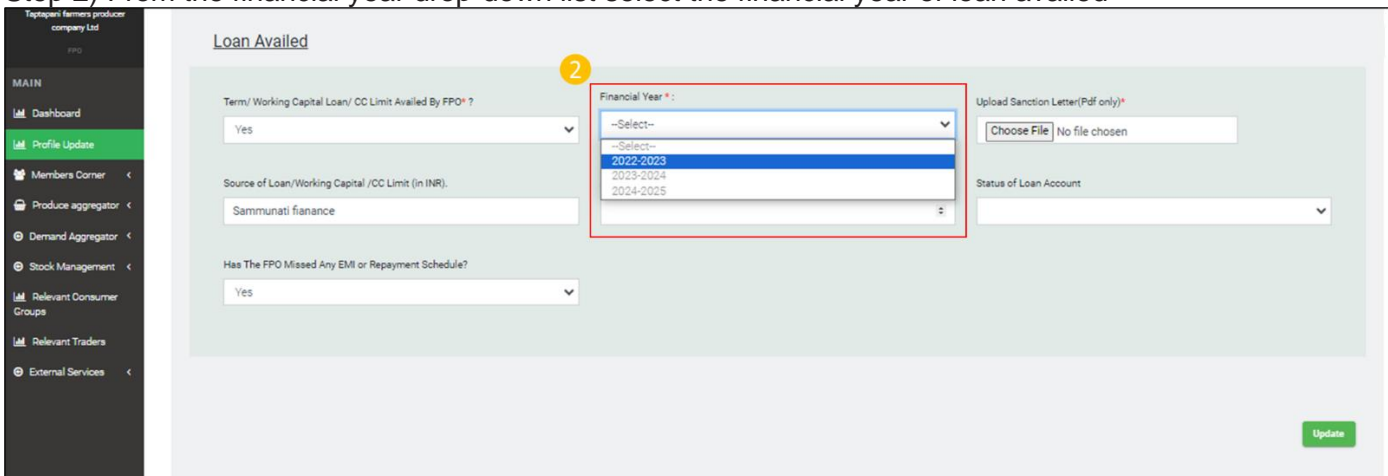 Step 2) From the financial year drop-down list select the financial year of loan availed
Taptapani farmers producer
company Ltd
FPO
MAIN
Dashboard
Profile Update
Members Corner
Produce aggregator
Demand Aggregator
Stock Management
Relevant Consumer
Groups
Relevant Traders
External Services
Loan Availed
2
Term/ Working Capital Loan/ CC Limit Availed By FPO* ?
Yes
Financial Year * :
--Select--
--Select--
2022-2023
2023-2024
2024-2025
Upload Sanction Letter(Pdf only)*
Choose File No file chosen
Source of Loan/Working Capital /CC Limit (in INR).
Sammunati fianance
Status of Loan Account
Has The FPO Missed Any EMI or Repayment Schedule?
Yes
Update